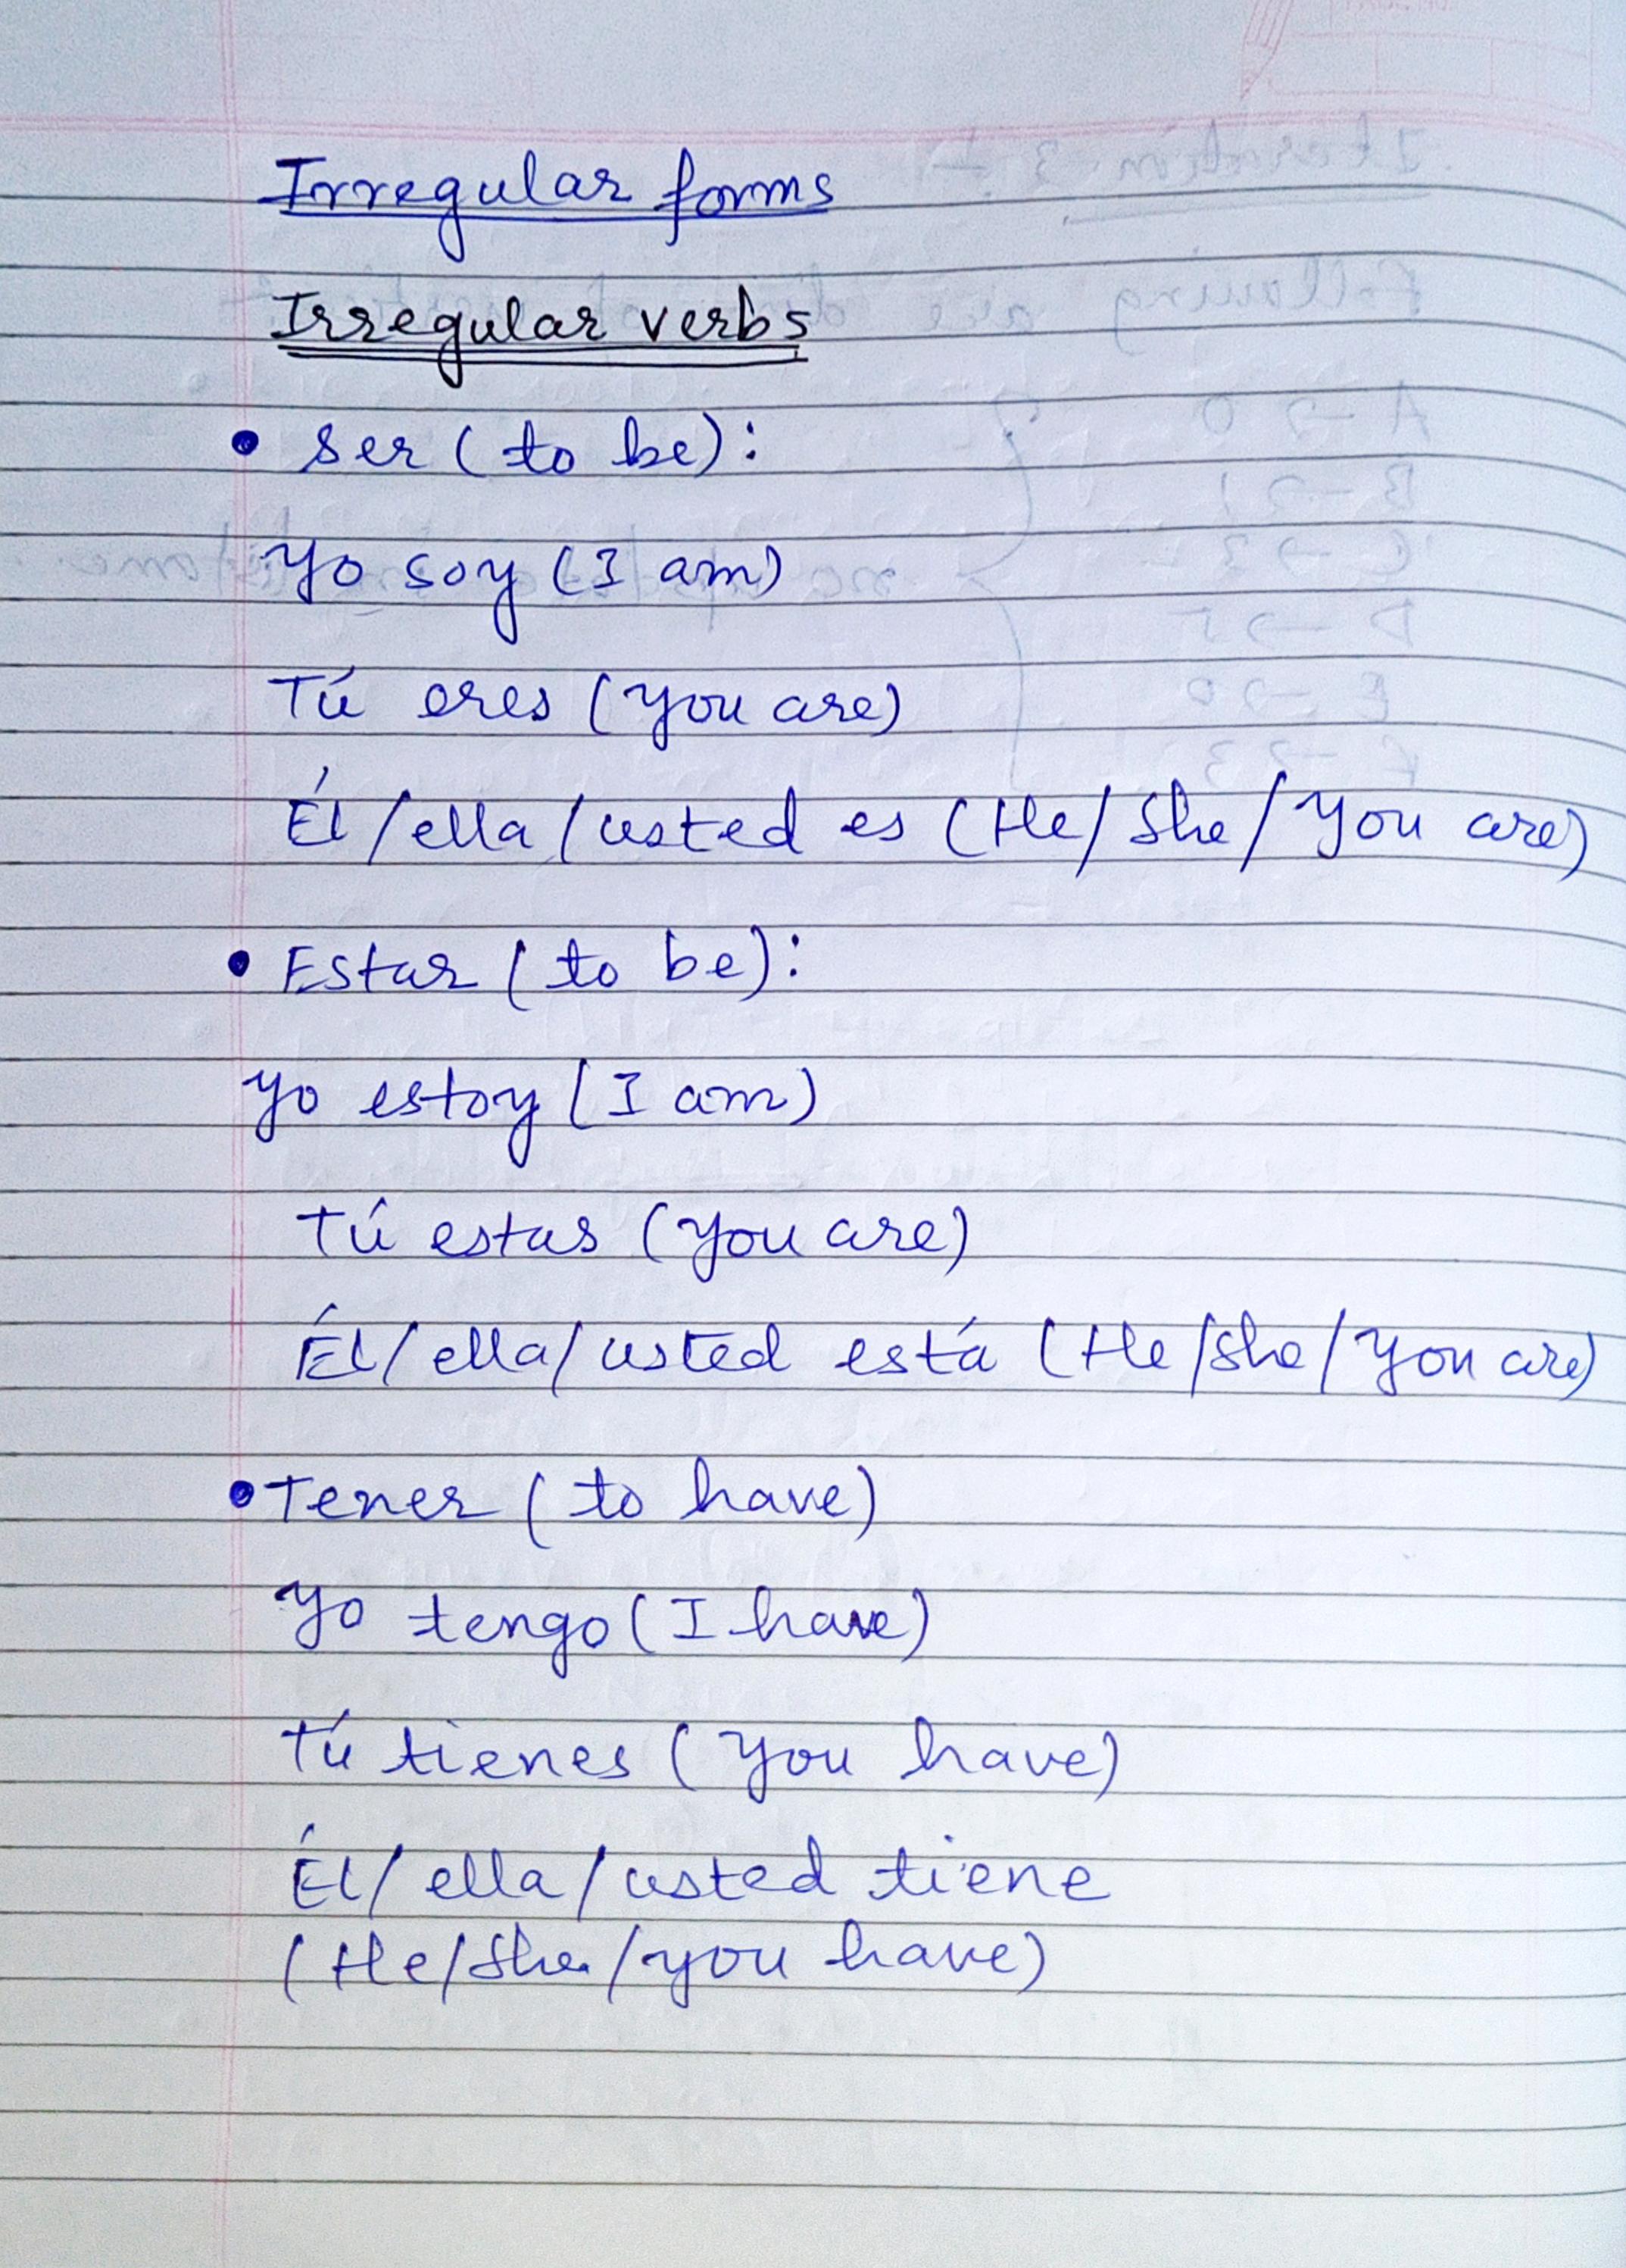 Irregular forms
Irregular verbs
• Ser (to be):
Yo soy (I am)
Tú eres (you are)
Él/ella/usted es (He/She/You are)
• Estar (to be):
Yo estoy (I am)
Tú estas (you are)
Él/ella/usted está (He/she/You are)
• Tener (to have)
Yo tengo (I have)
Tú tienes (you have)
Él/ella/usted tiene
(He/She/you have)